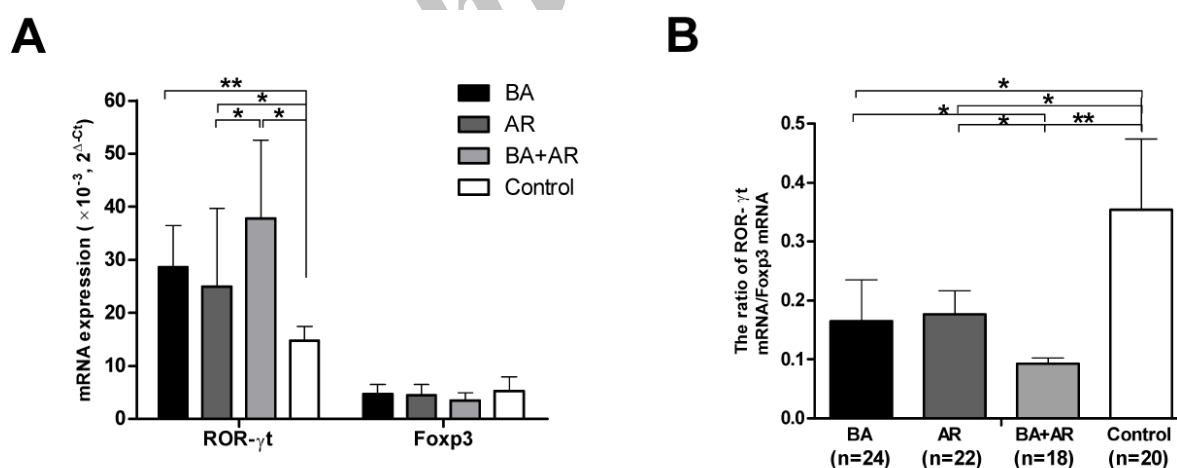 A
mRNA expression ( ×10⁻³, 2^Δ-Ct)
60
50
40
30
20
10
0
**
*
* *
BA
AR
BA+AR
Control
ROR-γt
Foxp3
B
The ratio of ROR- γt
mRNA/Foxp3 mRNA
0.5
0.4
0.3
0.2
0.1
0.0
*
*
*
* **
BA
(n=24)
AR
(n=22)
BA+AR
(n=18)
Control
(n=20)